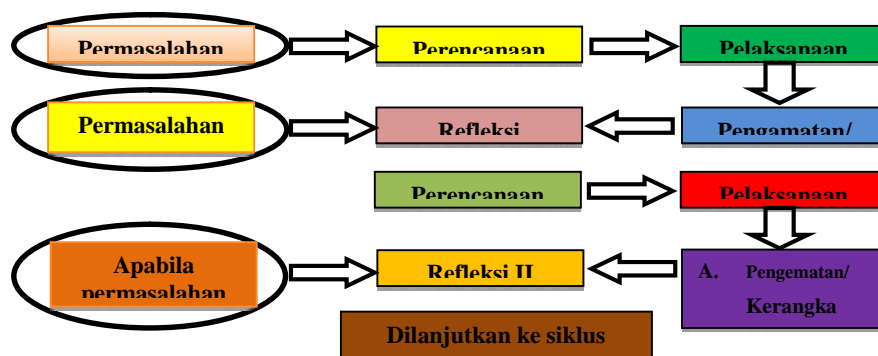 Permasalahan
Perencanaan
Pelaksanaan
Permasalahan
Refleksi
Pengamatan/
Perencanaan
Pelaksanaan
Apabila
permasalahan
Refleksi II
A. Pengematan/
Kerangka
Dilanjutkan ke siklus